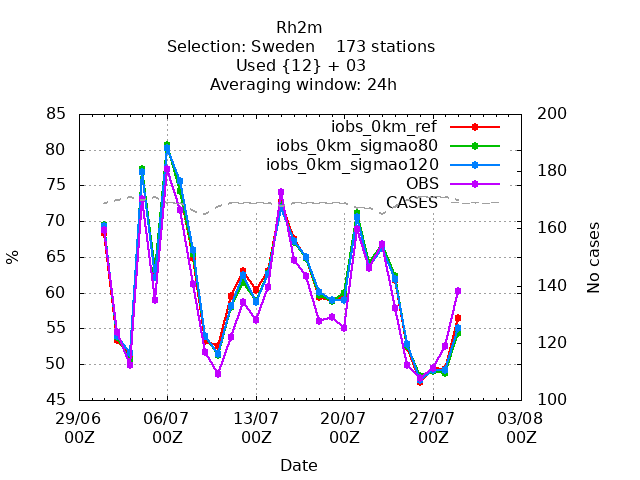 Rh2m
Selection: Sweden 173 stations
Used {12} + 03
Averaging window: 24h
85 200
iobs_0km_ref
iobs_0km_sigmao80
80 180
iobs_0km_sigmao120
75 OBS
CASES
70 160
65
%
No cases
60 140
55
50 120
45 100
29/06 06/07 13/07 20/07 27/07 03/08
00Z 00Z 00Z 00Z 00Z 00Z
Date